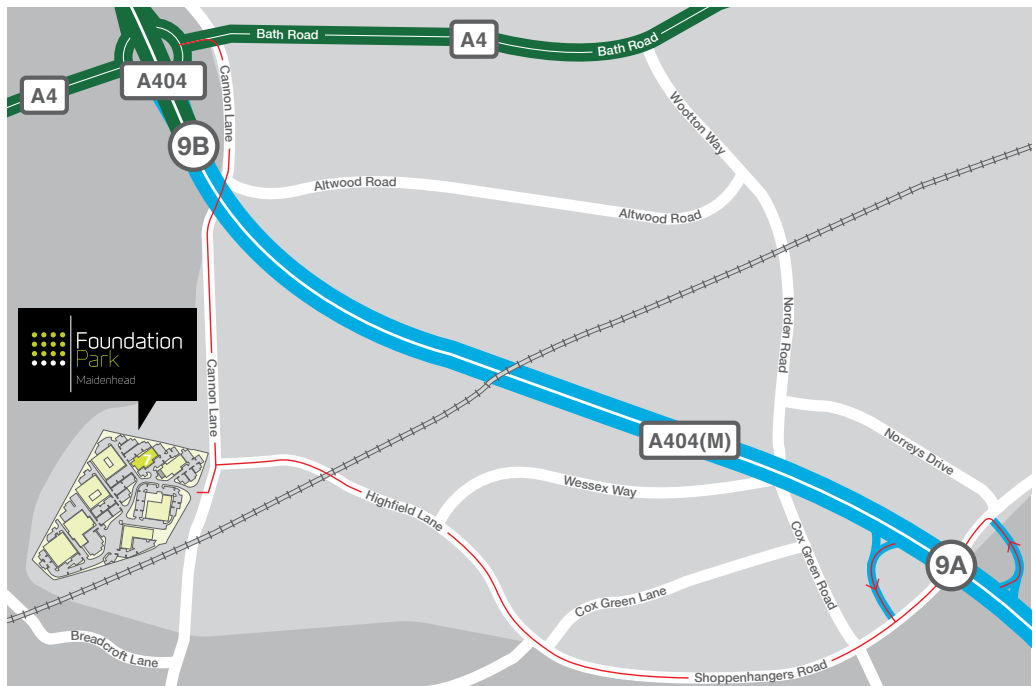 Bath Road
A4
Bath Road
A404
A4
Cannon Lane
9B
Wootton Way
Altwood Road
Altwood Road
Foundation
Park
Maidenhead
Norden Road
Cannon Lane
7
A404(M)
Norreys Drive
Wessex Way
Highfield Lane
Cox Green Road
9A
Cox Green Lane
Breadcroft Lane
Shoppenhangers Road